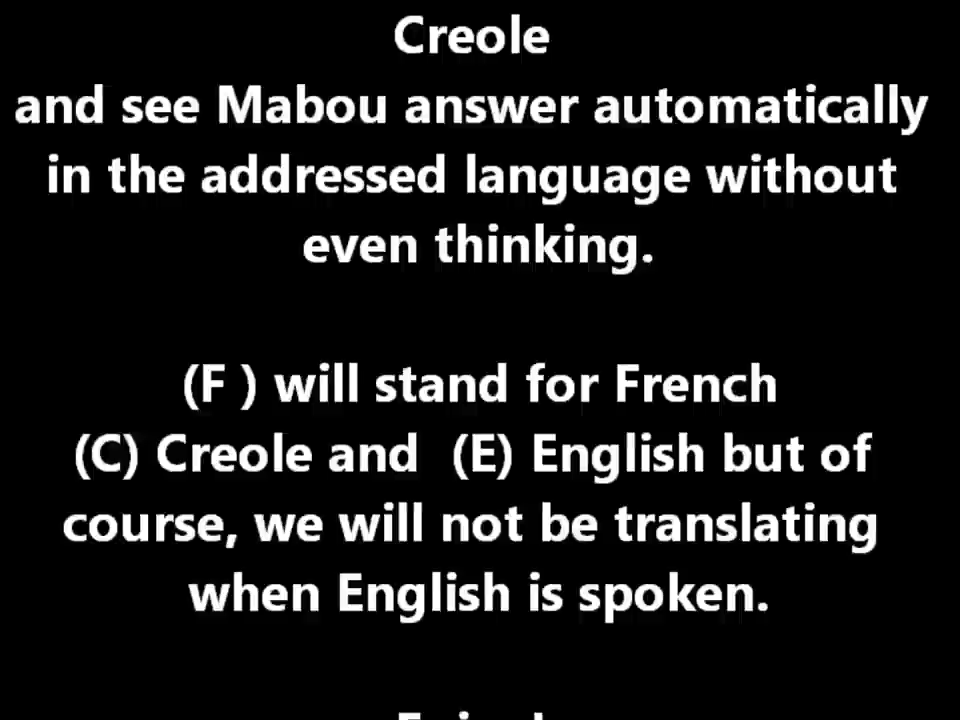 Creole
and see Mabou answer automatically
in the addressed language without
even thinking.
(F ) will stand for French
(C) Creole and (E) English but of
course, we will not be translating
when English is spoken.